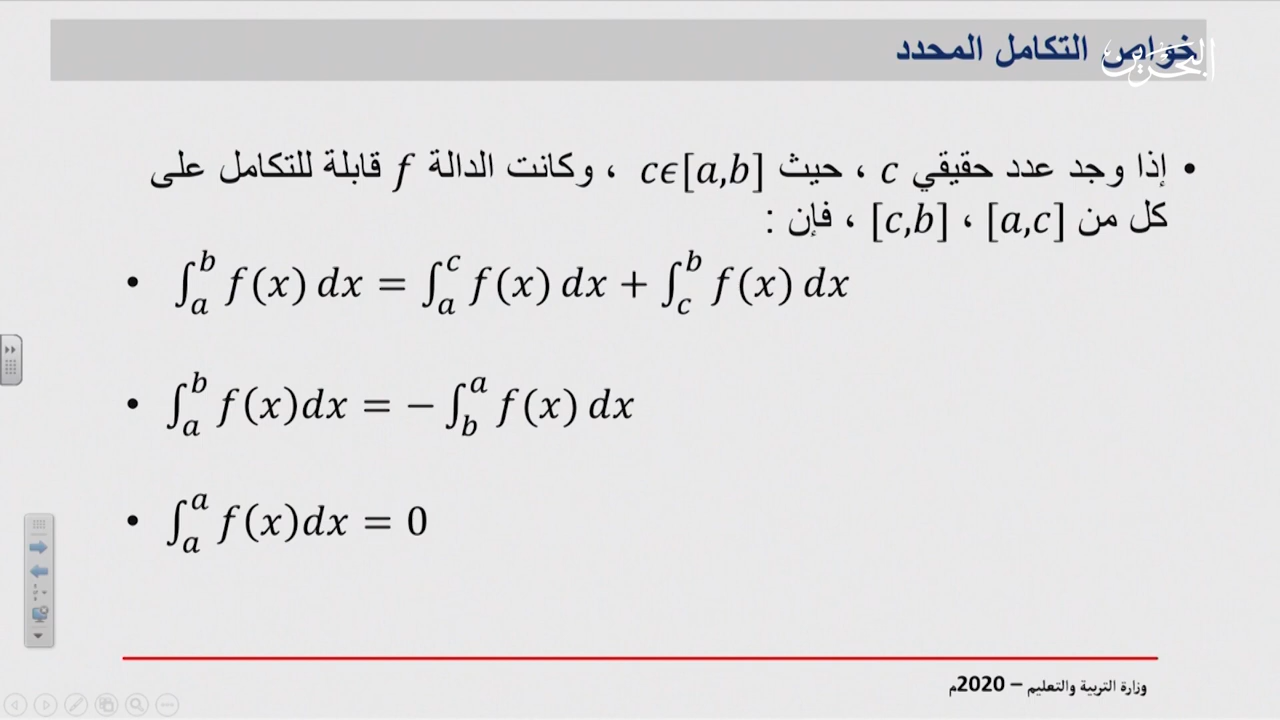 خواص التكامل المحدد
البحرين
• إذا وجد عدد حقيقي c ، حيث c∈[a,b] ، وكانت الدالة f قابلة للتكامل على
كل من [a,c] ، [c,b] ، فإن :
• ∫_a^b f(x) dx = ∫_a^c f(x) dx + ∫_c^b f(x) dx
• ∫_a^b f(x)dx = − ∫_b^a f(x) dx
• ∫_a^a f(x)dx = 0
وزارة التربية والتعليم – 2020م